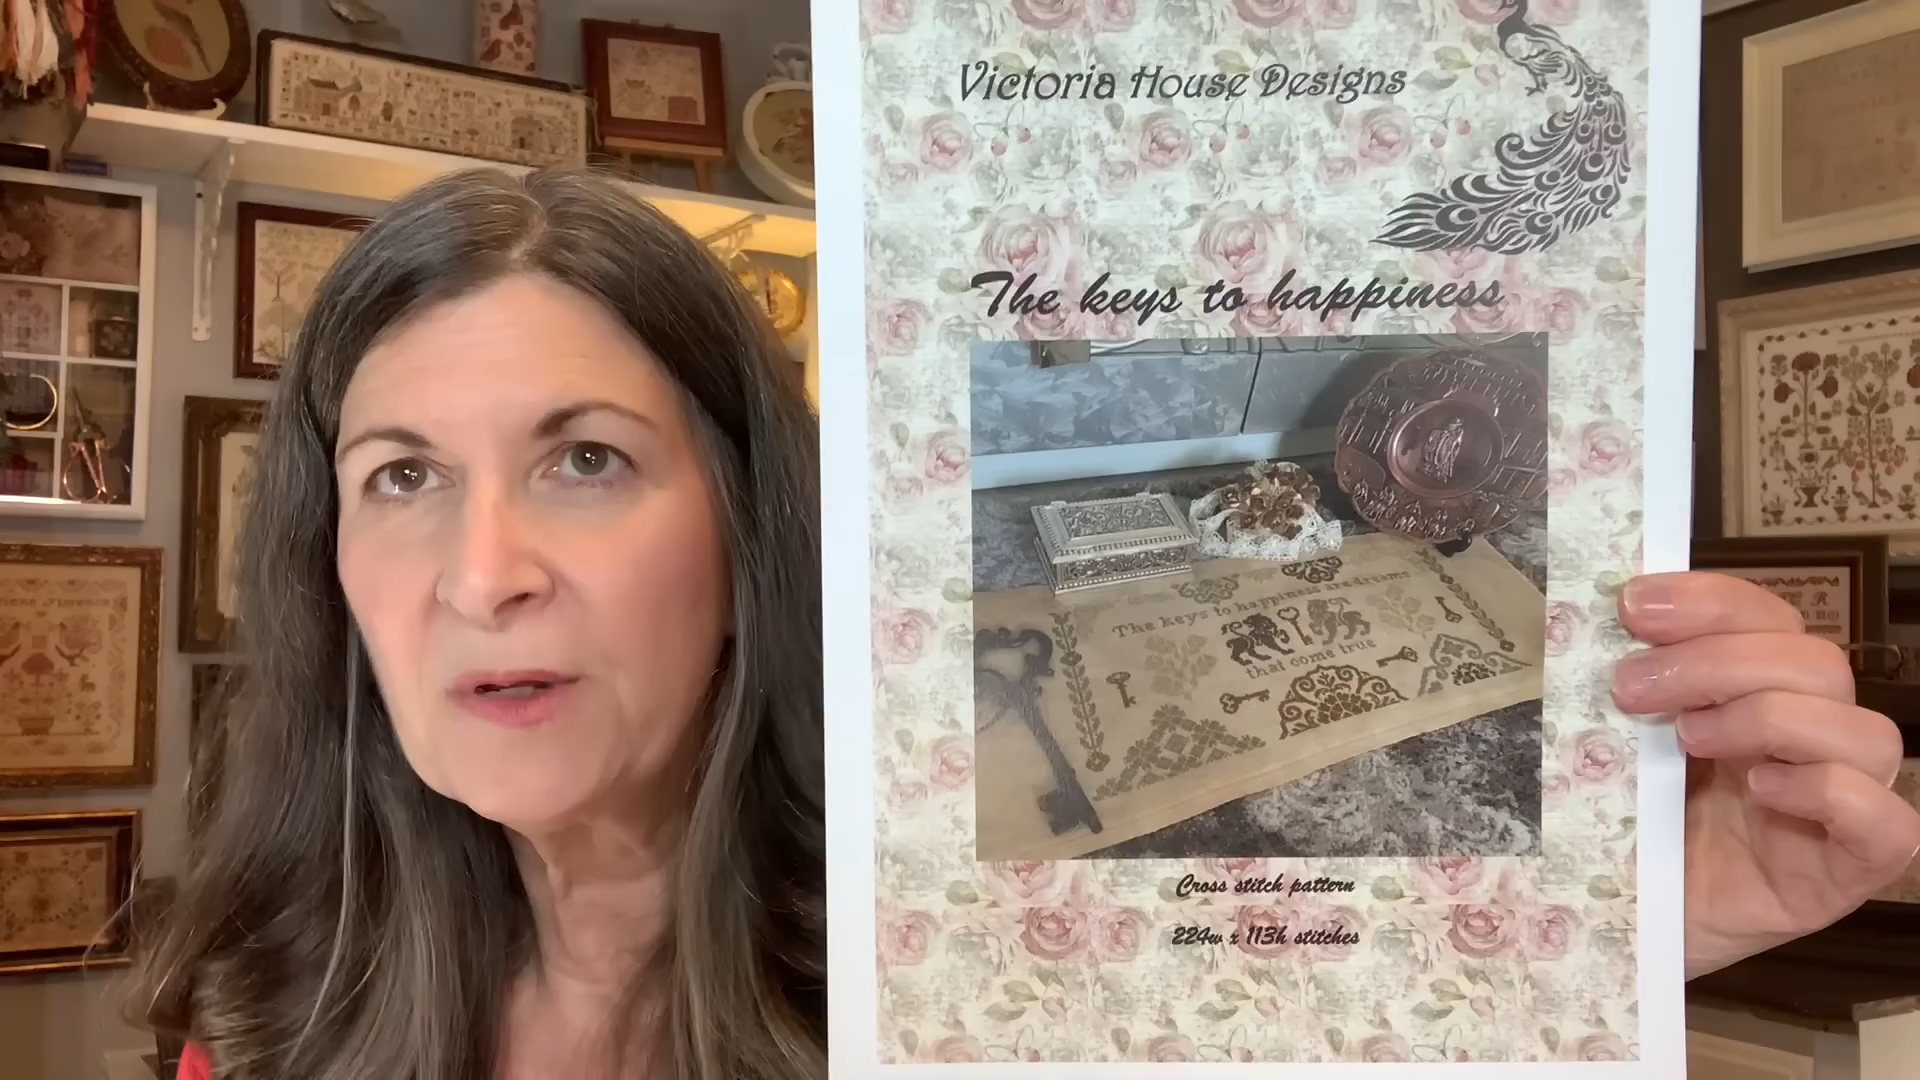 Victoria House Designs
The keys to happiness
The keys to happiness are dreams
that come true
Cross stitch pattern
224w x 113h stitches